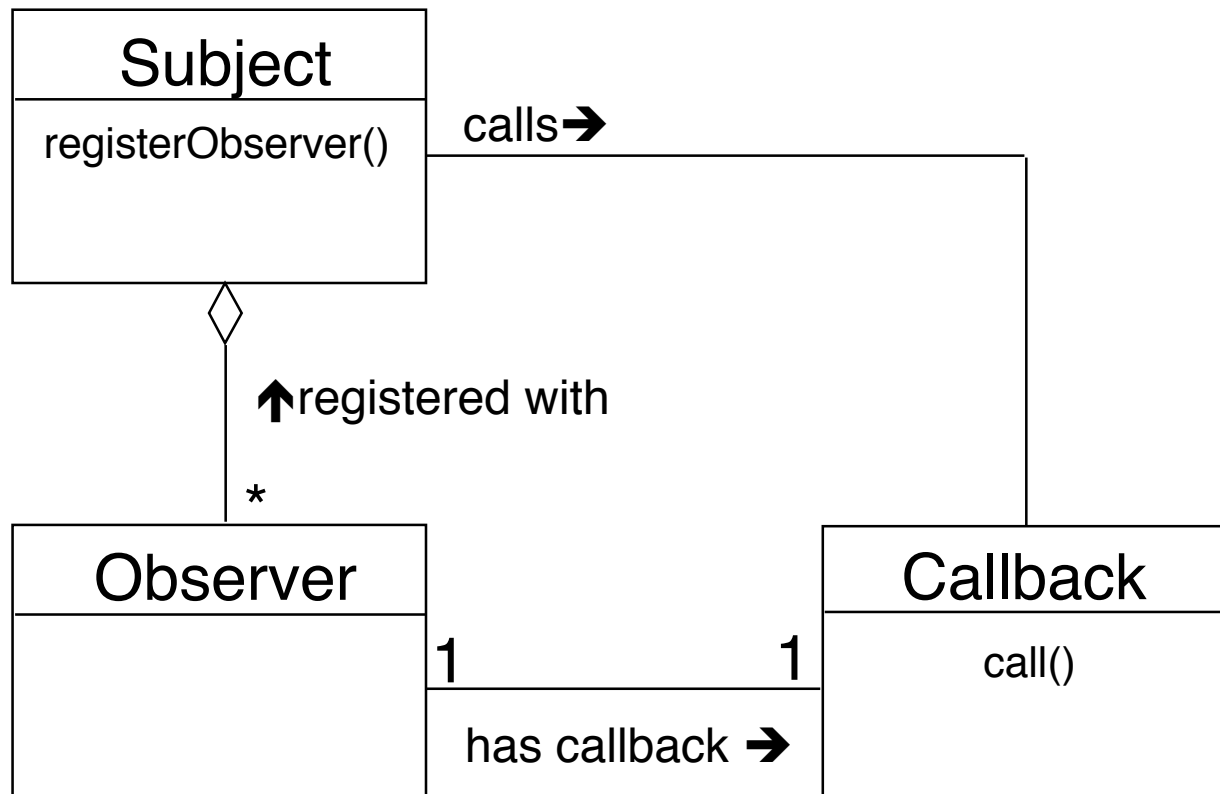 Subject
registerObserver()
calls➔
↑registered with
*
Observer
Callback
call()
1
1
has callback ➔